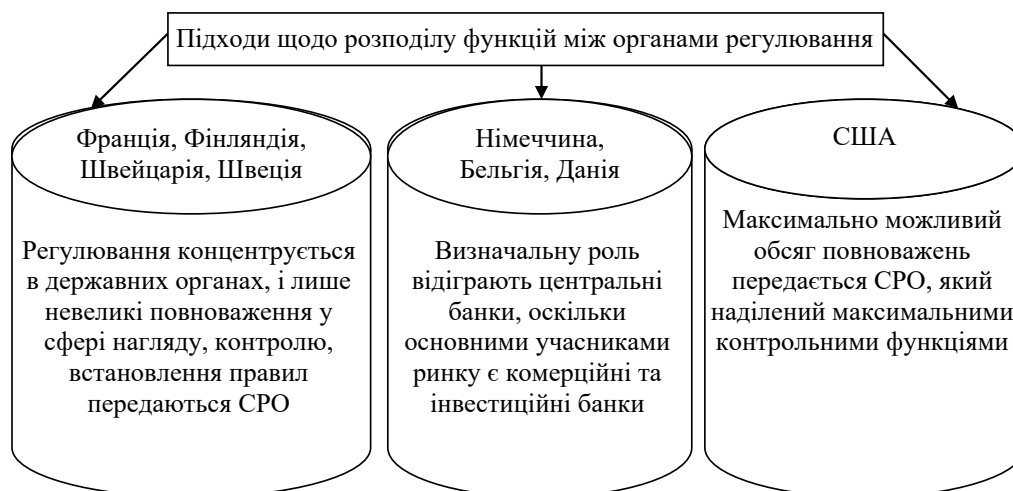 Підходи щодо розподілу функцій між органами регулювання
Франція, Фінляндія,
Швейцарія, Швеція
Регулювання концентрується
в державних органах, і лише
невеликі повноваження у
сфері нагляду, контролю,
встановлення правил
передаються СРО
Німеччина,
Бельгія, Данія
Визначальну роль
відіграють центральні
банки, оскільки
основними учасниками
ринку є комерційні та
інвестиційні банки
США
Максимально можливий
обсяг повноважень
передається СРО, який
наділений максимальними
контрольними функціями